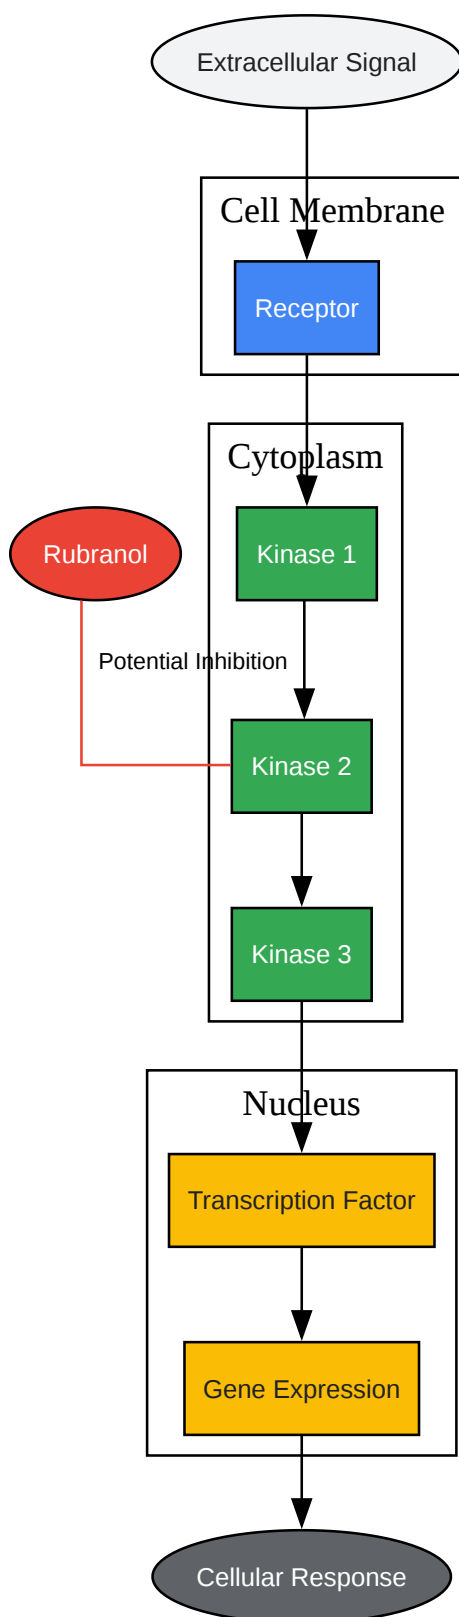 Extracellular Signal
Cell Membrane
Receptor
Cytoplasm
Rubranol
Kinase 1
Potential Inhibition
Kinase 2
Kinase 3
Nucleus
Transcription Factor
Gene Expression
Cellular Response